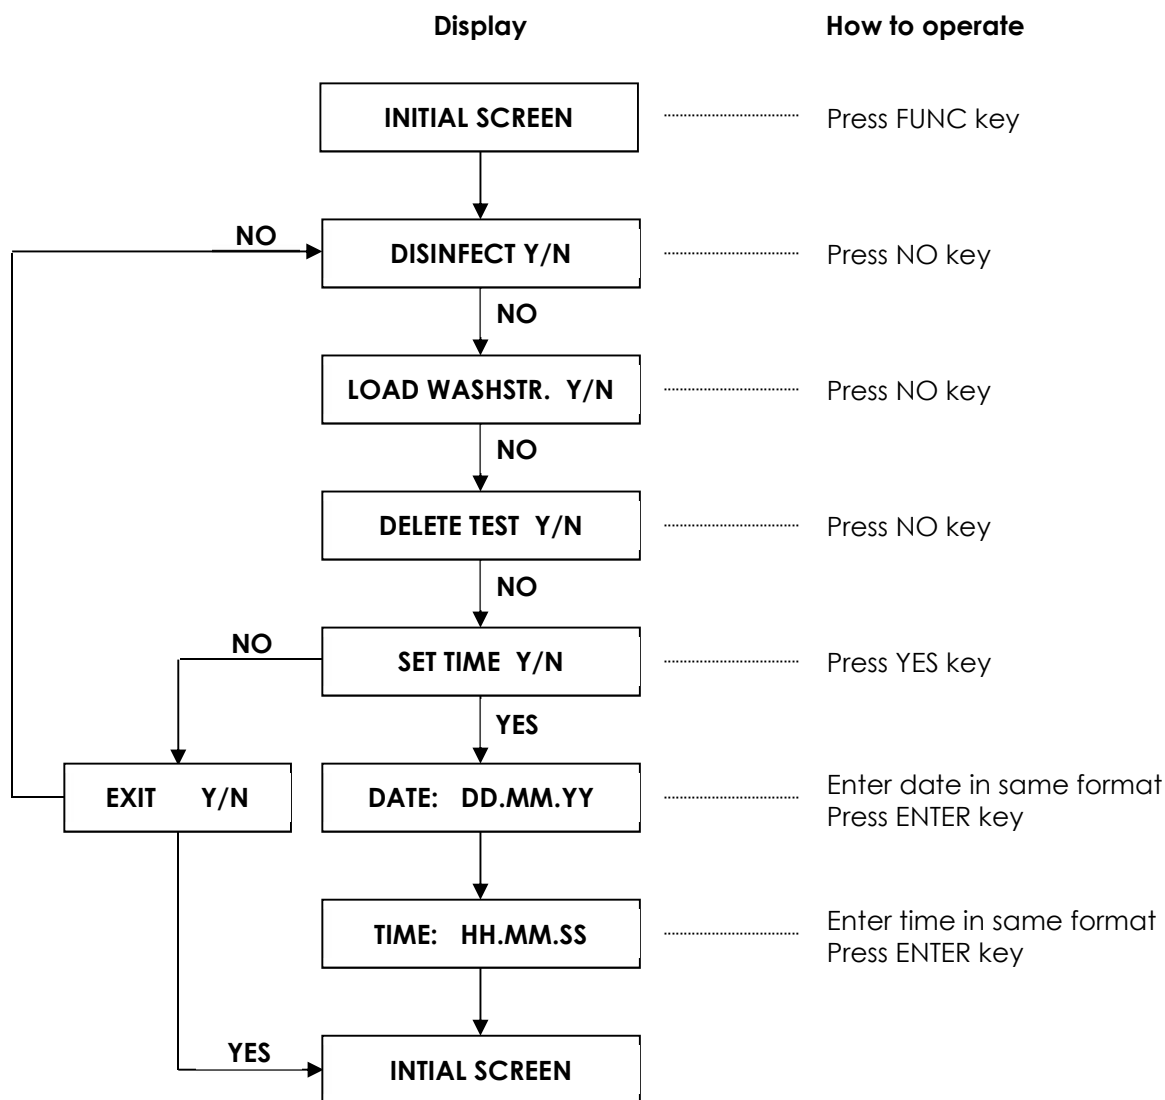 Display How to operate
INITIAL SCREEN Press FUNC key
NO
DISINFECT Y/N Press NO key
NO
LOAD WASHSTR. Y/N Press NO key
NO
DELETE TEST Y/N Press NO key
NO
NO
SET TIME Y/N Press YES key
YES
EXIT Y/N
DATE: DD.MM.YY
Enter date in same format
Press ENTER key
TIME: HH.MM.SS
Enter time in same format
Press ENTER key
YES
INTIAL SCREEN